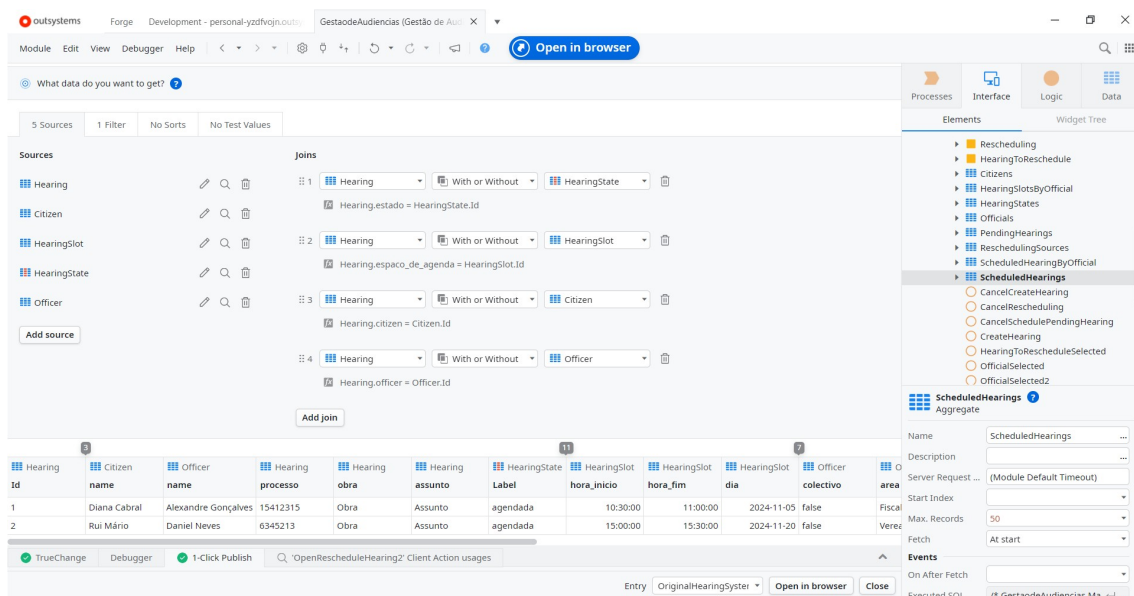 outsystems Forge Development - personal-yzdfvojn.outs GestaodeAudiencias (Gestão de Aud
Module Edit View Debugger Help Open in browser
What data do you want to get?
5 Sources 1 Filter No Sorts No Test Values
Sources Joins
Hearing
1 Hearing With or Without HearingState
Hearing.estado = HearingState.Id
Citizen
HearingSlot
2 Hearing With or Without HearingSlot
Hearing.espaco_de_agenda = HearingSlot.Id
HearingState
Officer
3 Hearing With or Without Citizen
Hearing.citizen = Citizen.Id
Add source
4 Hearing With or Without Officer
Hearing.officer = Officer.Id
Add join
3 11 7
Hearing Citizen Officer Hearing Hearing Hearing HearingState HearingSlot HearingSlot HearingSlot Officer O
Id name name processo obra assunto Label hora_inicio hora_fim dia colectivo area
1 Diana Cabral Alexandre Gonçalves 15412315 Obra Assunto agendada 10:30:00 11:00:00 2024-11-05 false Fiscal
2 Rui Mário Daniel Neves 6345213 Obra Assunto agendada 15:00:00 15:30:00 2024-11-20 false Verea
TrueChange Debugger 1-Click Publish 'OpenRescheduleHearing2' Client Action usages
Entry OriginalHearingSyster Open in browser Close
Processes Interface Logic Data
Elements Widget Tree
Rescheduling
HearingToReschedule
Citizens
HearingSlotsByOfficial
HearingStates
Officials
PendingHearings
ReschedulingSources
ScheduledHearingByOfficial
ScheduledHearings
CancelCreateHearing
CancelRescheduling
CancelSchedulePendingHearing
CreateHearing
HearingToRescheduleSelected
OfficialSelected
OfficialSelected2
ScheduledHearings
Aggregate
Name ScheduledHearings ...
Description ...
Server Request ... (Module Default Timeout)
Start Index
Max. Records 50
Fetch At start
Events
On After Fetch
Executed SQL /* GestaodeAudiencias.Ma